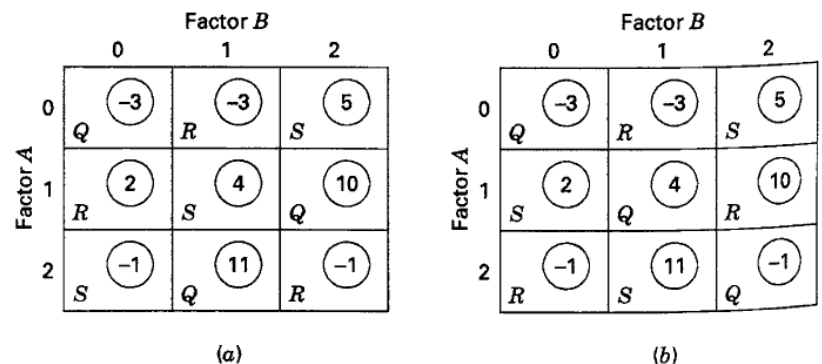 Factor B Factor B
0 1 2 0 1 2
0 -3 -3 5 0 -3 -3 5
Q R S Q R S
Factor A Factor A
1 2 4 10 1 2 4 10
R S Q S Q R
2 -1 11 -1 2 -1 11 -1
S Q R R S Q
(a) (b)